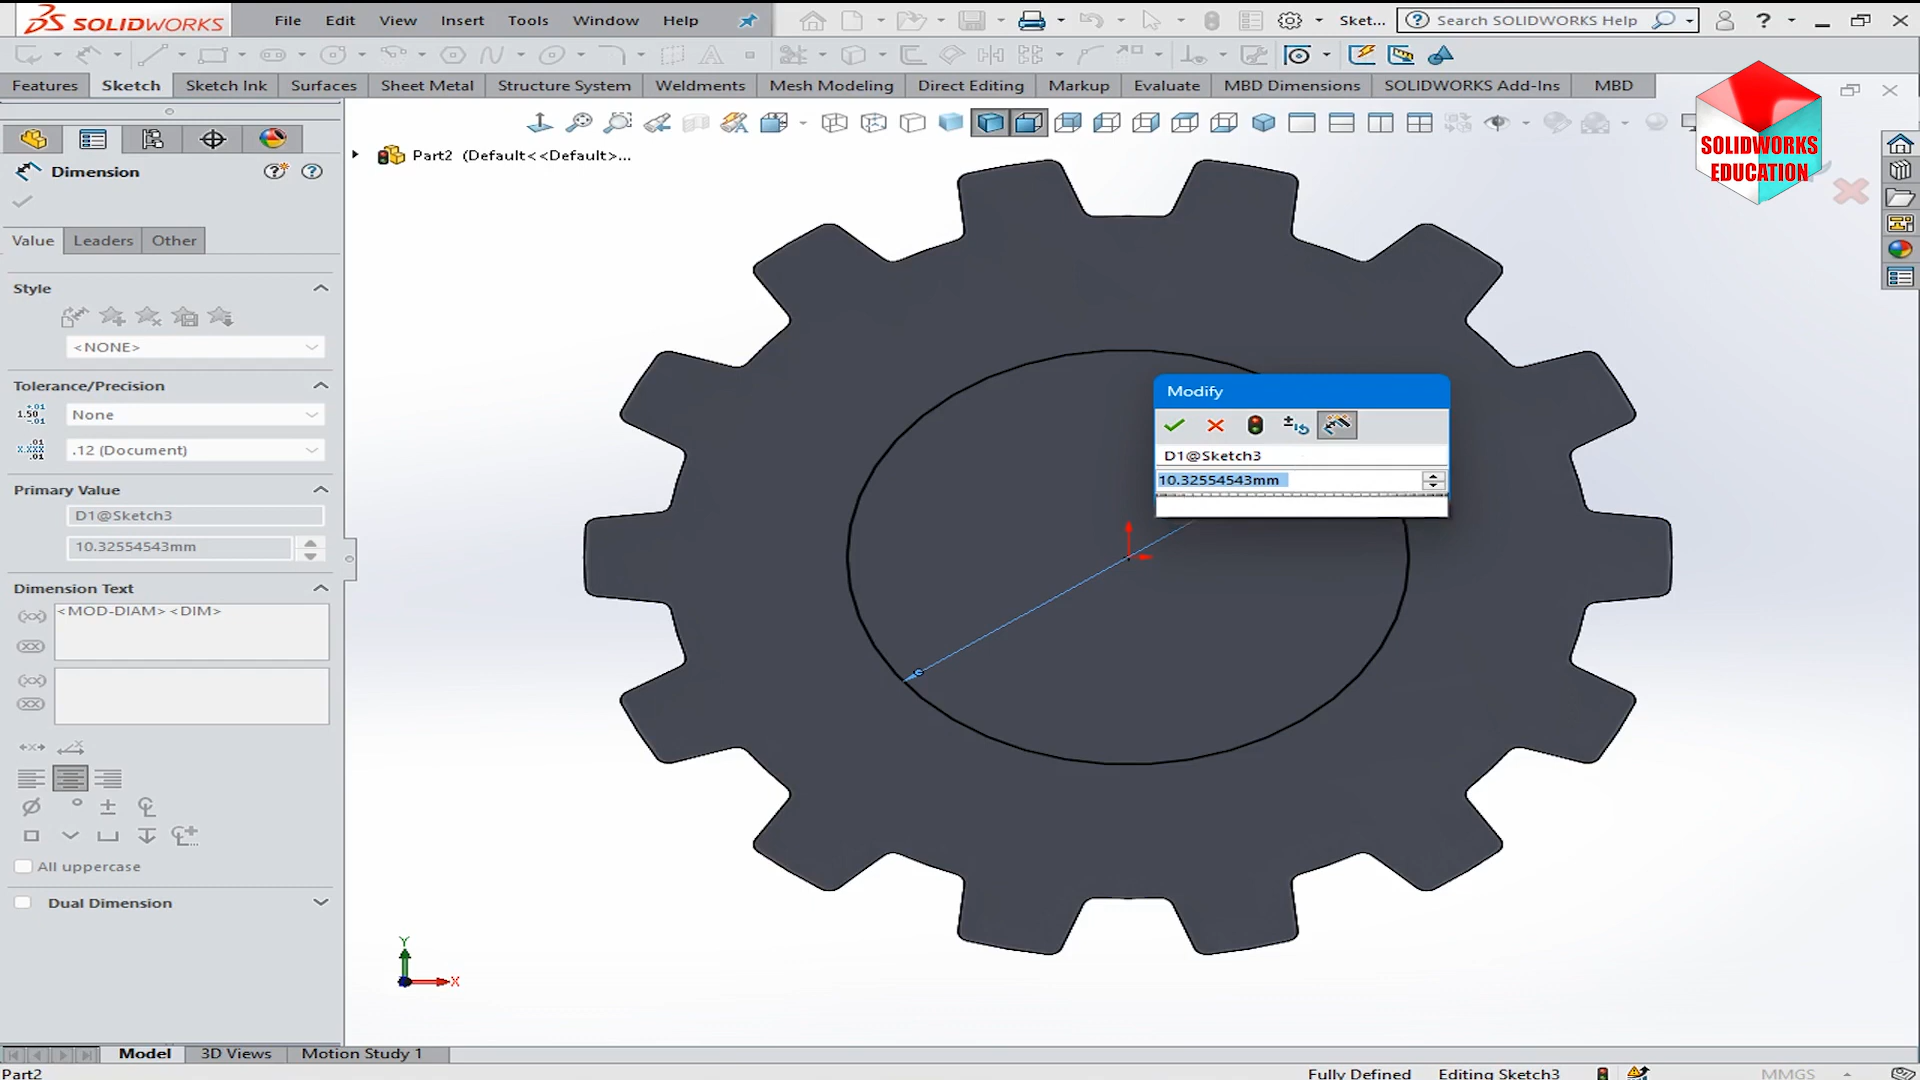 SOLIDWORKS File Edit View Insert Tools Window Help Sket... Search SOLIDWORKS Help ?
Features Sketch Sketch Ink Surfaces Sheet Metal Structure System Weldments Mesh Modeling Direct Editing Markup Evaluate MBD Dimensions SOLIDWORKS Add-Ins MBD
Part2 (Default<<Default>...
SOLIDWORKS
EDUCATION
Dimension
Value Leaders Other
Style
<NONE>
Tolerance/Precision
None
.12 (Document)
Primary Value
D1@Sketch3
10.32554543mm
Dimension Text
<MOD-DIAM><DIM>
All uppercase
Dual Dimension
Modify
D1@Sketch3
10.32554543mm
Y
X
Model 3D Views Motion Study 1
Part2 Fully Defined Editing Sketch3 MMGS